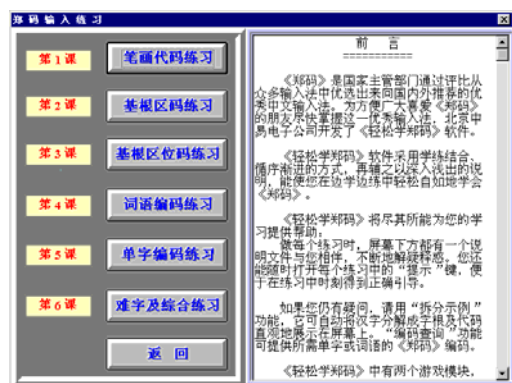 郑码输入练习
第1课 笔画代码练习
第2课 基根区码练习
第3课 基根区位码练习
第4课 词语编码练习
第5课 单字编码练习
第6课 难字及综合练习
返 回
前 言
===========
《郑码》是国家主管部门通过评比从
众多输入法中优选出来向国内外推荐的优
秀中文输入法。为方便广大喜爱《郑码》
的朋友尽快掌握这一优秀输入法，北京中
易电子公司开发了《轻松学郑码》软件。
《轻松学郑码》软件采用学练结合、
循序渐进的方式，再辅之以深入浅出的说
明，能使您在边学边练中轻松自如地学会
《郑码》。
《轻松学郑码》将尽其所能为您的学
习提供帮助：
做每个练习时，屏幕下方都有一个说
明文件与您相伴，不断地解疑释惑。您还
能随时打开每个练习中的“提示”键，便
于在练习中时刻得到正确引导。
如果您仍有疑问，请用“拆分示例”
功能，它可自动将汉字分解成字根及代码
直观地展示在屏幕上。“编码查询”功能
可提供所需单字或词语的《郑码》编码。
《轻松学郑码》中有两个游戏模块，